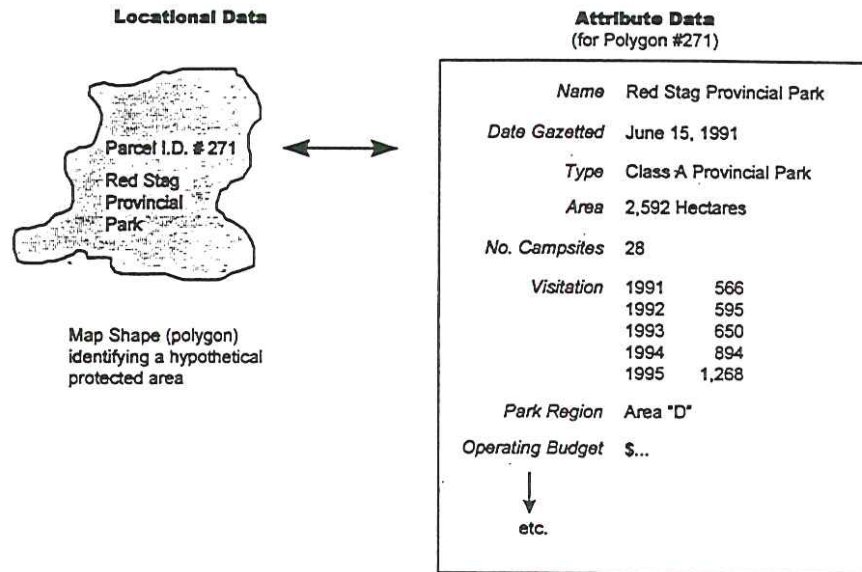 Locational Data
Parcel I.D. # 271
Red Stag
Provincial
Park
Map Shape (polygon)
identifying a hypothetical
protected area
Attribute Data
(for Polygon #271)
Name Red Stag Provincial Park
Date Gazetted June 15, 1991
Type Class A Provincial Park
Area 2,592 Hectares
No. Campsites 28
Visitation 1991 566
1992 595
1993 650
1994 894
1995 1,268
Park Region Area "D"
Operating Budget $...
etc.